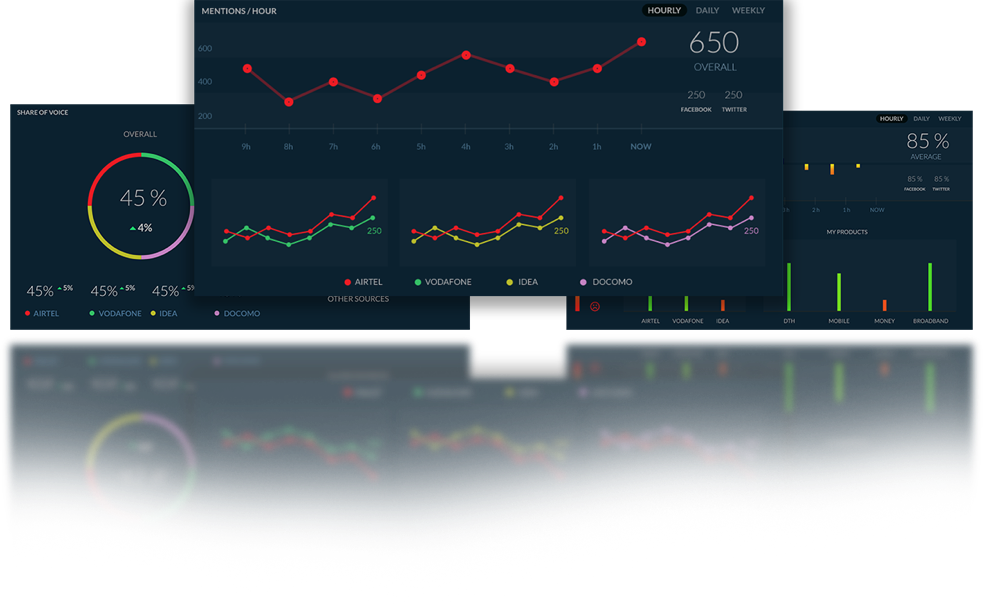 MENTIONS / HOUR
HOURLY DAILY WEEKLY
650
OVERALL
250 250
FACEBOOK TWITTER
600
400
200
9h 8h 7h 6h 5h 4h 3h 2h 1h NOW
250 250 250
AIRTEL VODAFONE IDEA DOCOMO
SHARE OF VOICE
OVERALL
45 %
4%
45% 5% 45% 5% 45% 5%
AIRTEL VODAFONE IDEA DOCOMO
OTHER SOURCES
HOURLY DAILY WEEKLY
85 %
AVERAGE
85 % 85 %
FACEBOOK TWITTER
2 h 1 h NOW
MY PRODUCTS
AIRTEL VODAFONE IDEA
DTH MOBILE MONEY BROADBAND